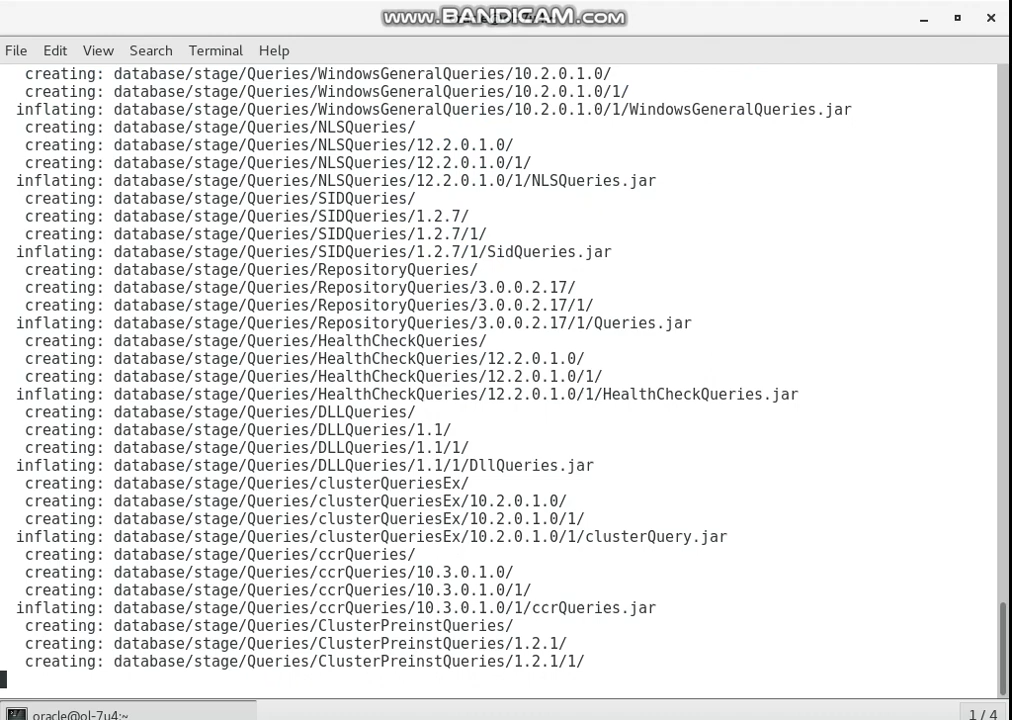 www.BANDICAM.com
File Edit View Search Terminal Help
creating: database/stage/Queries/WindowsGeneralQueries/10.2.0.1.0/
creating: database/stage/Queries/WindowsGeneralQueries/10.2.0.1.0/1/
inflating: database/stage/Queries/WindowsGeneralQueries/10.2.0.1.0/1/WindowsGeneralQueries.jar
creating: database/stage/Queries/NLSQueries/
creating: database/stage/Queries/NLSQueries/12.2.0.1.0/
creating: database/stage/Queries/NLSQueries/12.2.0.1.0/1/
inflating: database/stage/Queries/NLSQueries/12.2.0.1.0/1/NLSQueries.jar
creating: database/stage/Queries/SIDQueries/
creating: database/stage/Queries/SIDQueries/1.2.7/
creating: database/stage/Queries/SIDQueries/1.2.7/1/
inflating: database/stage/Queries/SIDQueries/1.2.7/1/SidQueries.jar
creating: database/stage/Queries/RepositoryQueries/
creating: database/stage/Queries/RepositoryQueries/3.0.0.2.17/
creating: database/stage/Queries/RepositoryQueries/3.0.0.2.17/1/
inflating: database/stage/Queries/RepositoryQueries/3.0.0.2.17/1/Queries.jar
creating: database/stage/Queries/HealthCheckQueries/
creating: database/stage/Queries/HealthCheckQueries/12.2.0.1.0/
creating: database/stage/Queries/HealthCheckQueries/12.2.0.1.0/1/
inflating: database/stage/Queries/HealthCheckQueries/12.2.0.1.0/1/HealthCheckQueries.jar
creating: database/stage/Queries/DLLQueries/
creating: database/stage/Queries/DLLQueries/1.1/
creating: database/stage/Queries/DLLQueries/1.1/1/
inflating: database/stage/Queries/DLLQueries/1.1/1/DllQueries.jar
creating: database/stage/Queries/clusterQueriesEx/
creating: database/stage/Queries/clusterQueriesEx/10.2.0.1.0/
creating: database/stage/Queries/clusterQueriesEx/10.2.0.1.0/1/
inflating: database/stage/Queries/clusterQueriesEx/10.2.0.1.0/1/clusterQuery.jar
creating: database/stage/Queries/ccrQueries/
creating: database/stage/Queries/ccrQueries/10.3.0.1.0/
creating: database/stage/Queries/ccrQueries/10.3.0.1.0/1/
inflating: database/stage/Queries/ccrQueries/10.3.0.1.0/1/ccrQueries.jar
creating: database/stage/Queries/ClusterPreinstQueries/
creating: database/stage/Queries/ClusterPreinstQueries/1.2.1/
creating: database/stage/Queries/ClusterPreinstQueries/1.2.1/1/
oracle@ol-7u4:~ 1 / 4